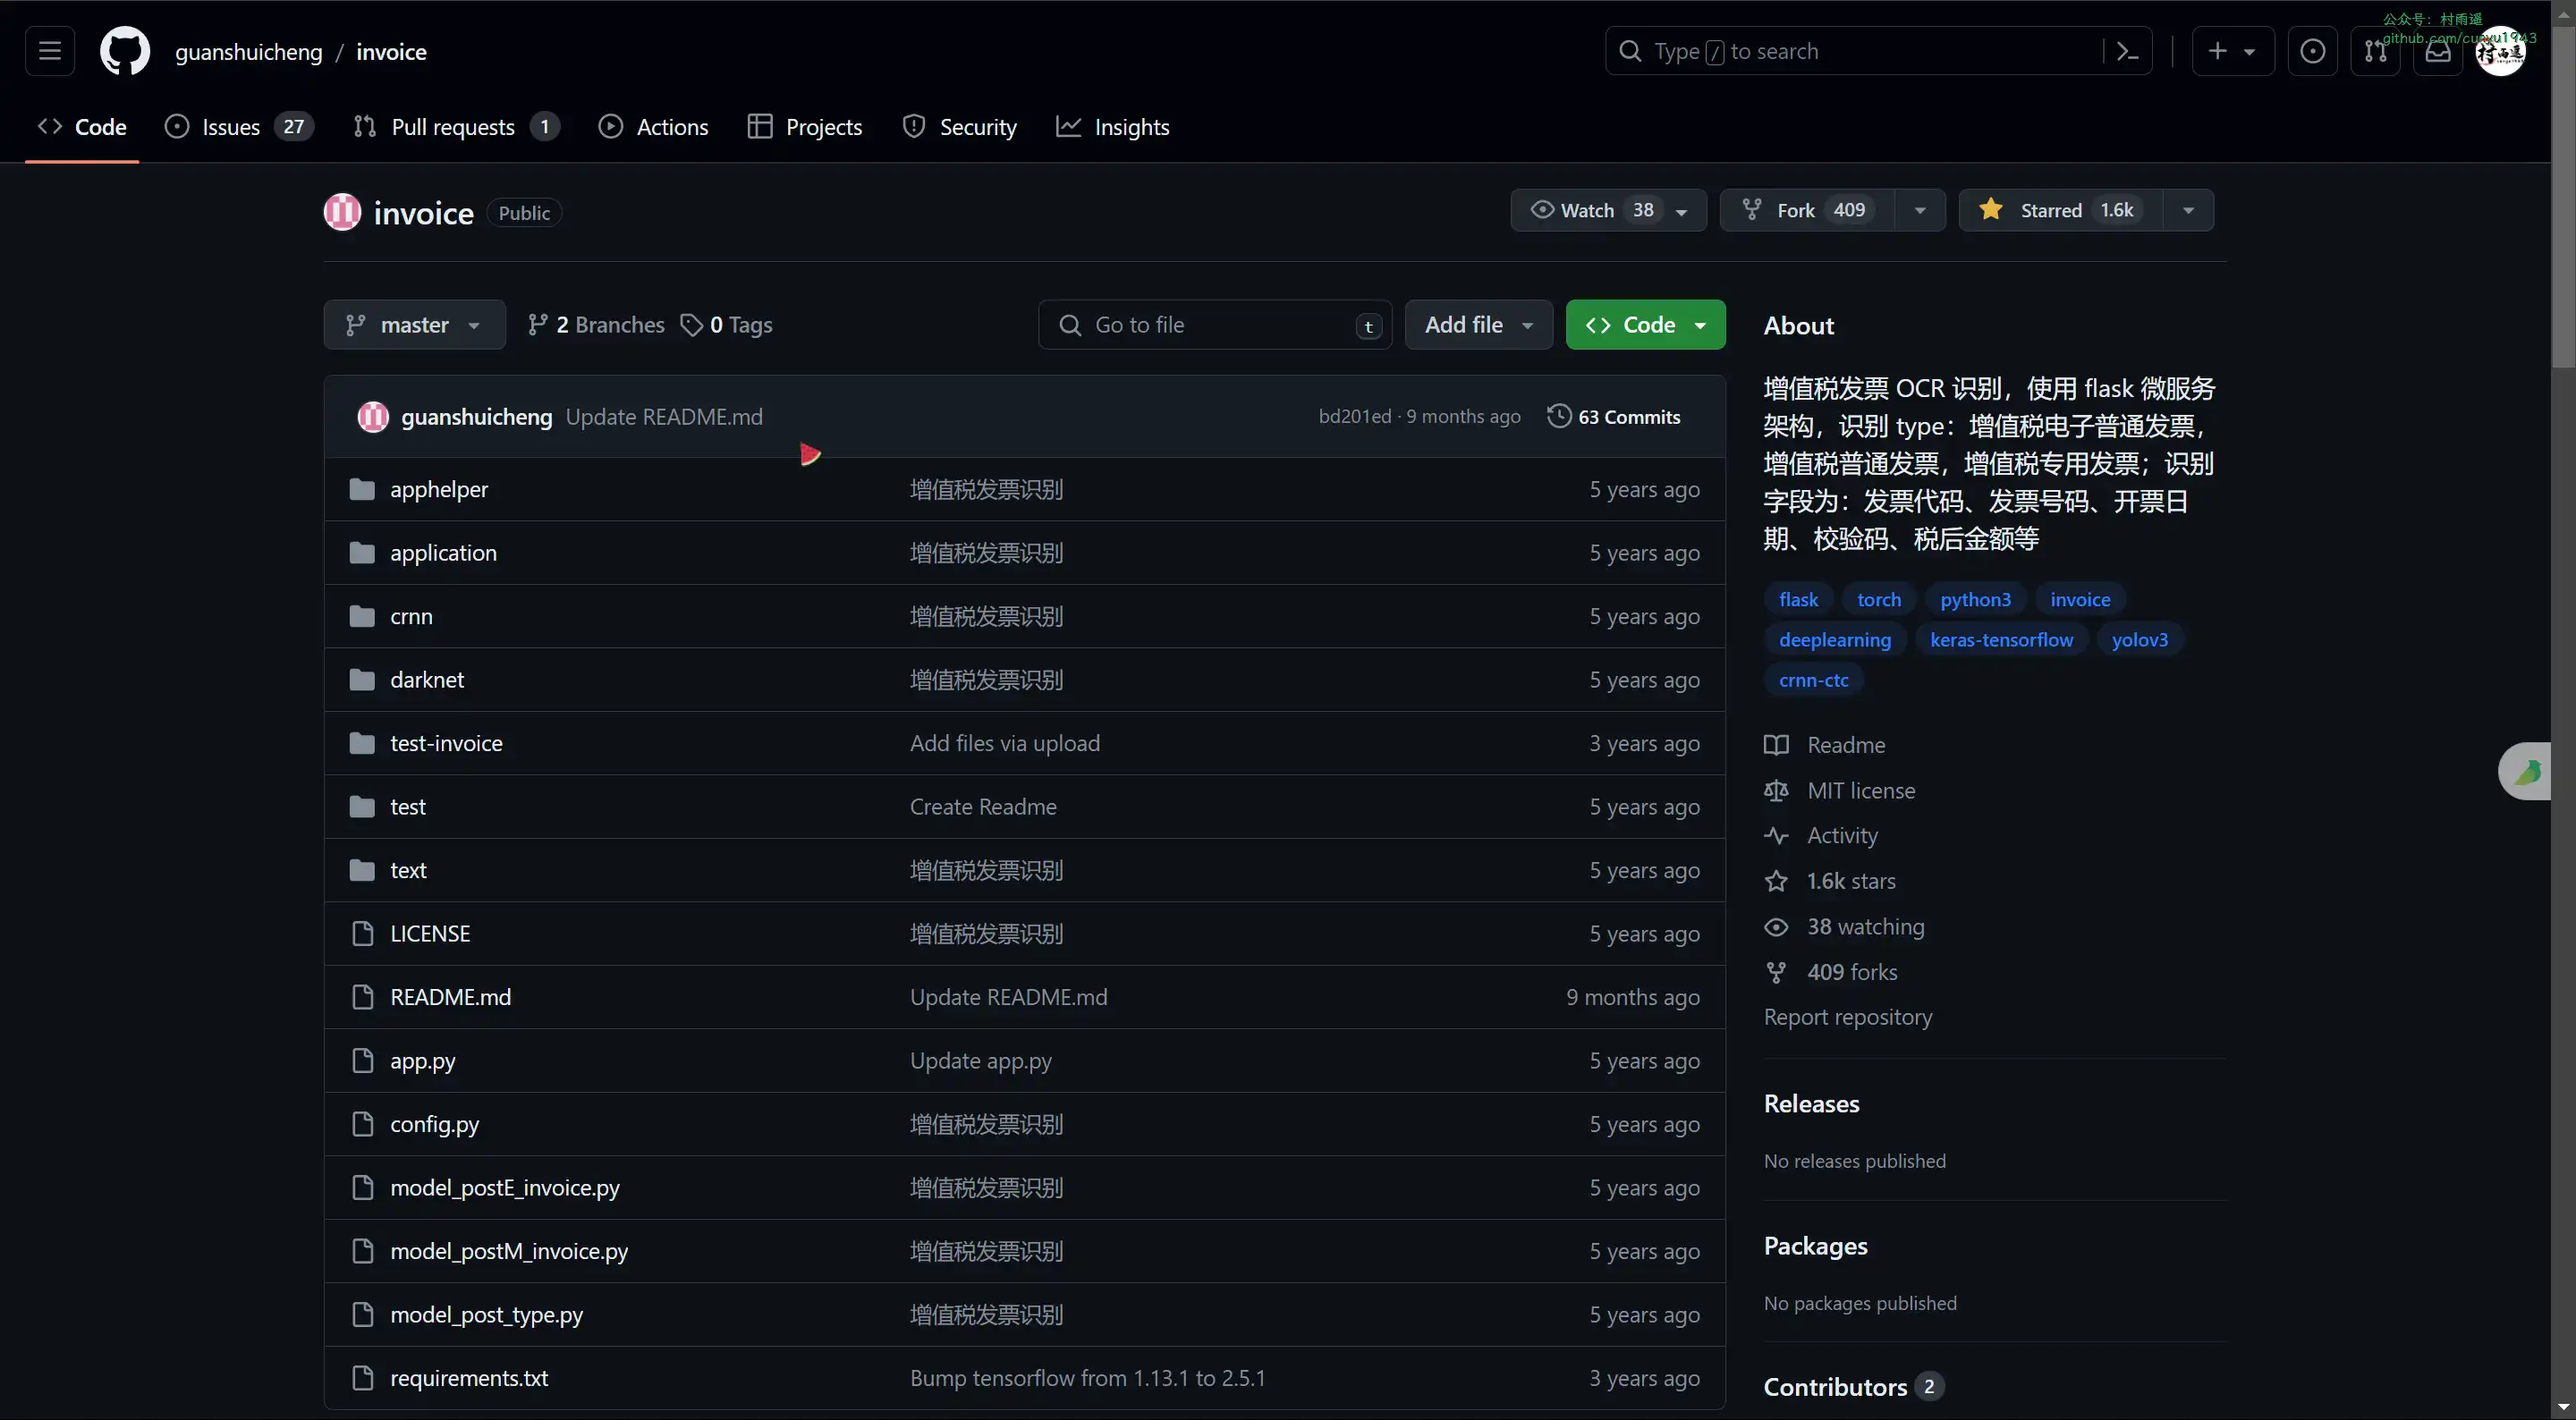 公众号：村雨遥
github.com/cunyu1943
guanshuicheng / invoice
Type / to search
Code
Issues 27
Pull requests 1
Actions
Projects
Security
Insights
invoice Public
Watch 38
Fork 409
Starred 1.6k
master
2 Branches
0 Tags
Go to file t
Add file
Code
guanshuicheng Update README.md bd201ed · 9 months ago 63 Commits
apphelper 增值税发票识别 5 years ago
application 增值税发票识别 5 years ago
crnn 增值税发票识别 5 years ago
darknet 增值税发票识别 5 years ago
test-invoice Add files via upload 3 years ago
test Create Readme 5 years ago
text 增值税发票识别 5 years ago
LICENSE 增值税发票识别 5 years ago
README.md Update README.md 9 months ago
app.py Update app.py 5 years ago
config.py 增值税发票识别 5 years ago
model_postE_invoice.py 增值税发票识别 5 years ago
model_postM_invoice.py 增值税发票识别 5 years ago
model_post_type.py 增值税发票识别 5 years ago
requirements.txt Bump tensorflow from 1.13.1 to 2.5.1 3 years ago
About
增值税发票 OCR 识别，使用 flask 微服务
架构，识别 type：增值税电子普通发票，
增值税普通发票，增值税专用发票；识别
字段为：发票代码、发票号码、开票日
期、校验码、税后金额等
flask torch python3 invoice
deeplearning keras-tensorflow yolov3
crnn-ctc
Readme
MIT license
Activity
1.6k stars
38 watching
409 forks
Report repository
Releases
No releases published
Packages
No packages published
Contributors 2